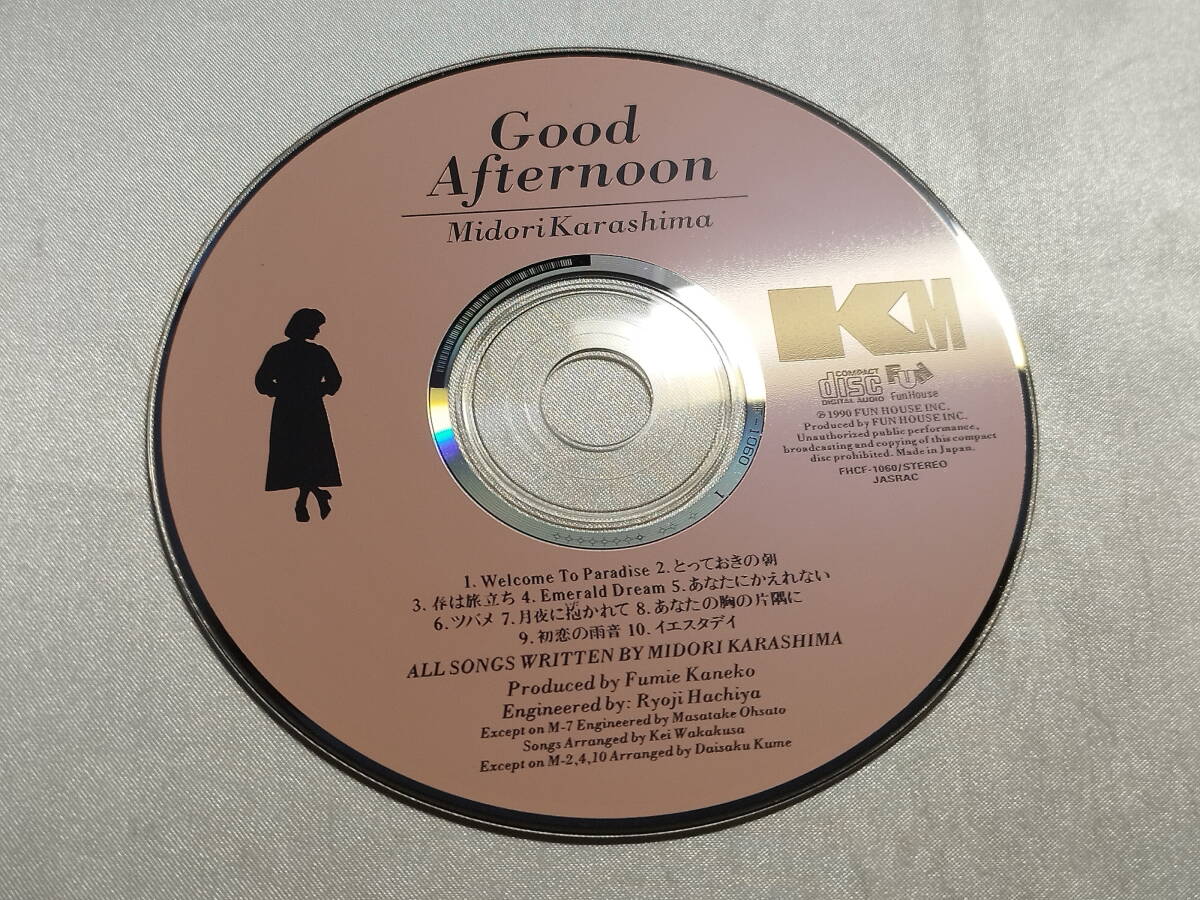 Good
Afternoon
Midori Karashima
KM
COMPACT
disc
DIGITAL AUDIO
Fun
FunHouse
℗1990 FUN HOUSE INC.
Produced by FUN HOUSE INC.
Unauthorized public performance,
broadcasting and copying of this compact
disc prohibited. Made in Japan.
FHCF-1060/STEREO
JASRAC
-1060 1
1. Welcome To Paradise 2. とっておきの朝
3. 春は旅立ち 4. Emerald Dream 5. あなたにかえれない
6. ツバメ 7. 月夜に抱かれて 8. あなたの胸の片隅に
9. 初恋の雨音 10. イエスタデイ
ALL SONGS WRITTEN BY MIDORI KARASHIMA
Produced by Fumie Kaneko
Engineered by: Ryoji Hachiya
Except on M-7 Engineered by Masatake Ohsato
Songs Arranged by Kei Wakakusa
Except on M-2,4,10 Arranged by Daisaku Kume